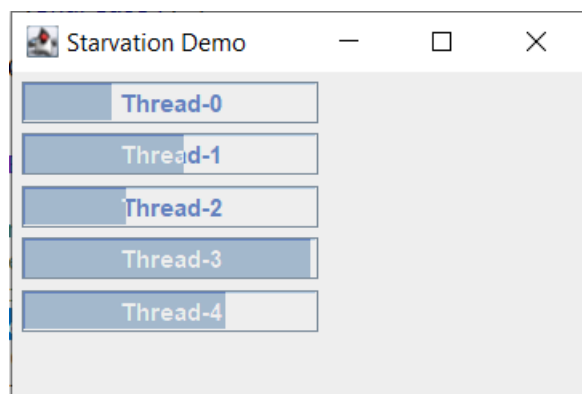 Starvation Demo
Thread-0
Thread-1
Thread-2
Thread-3
Thread-4